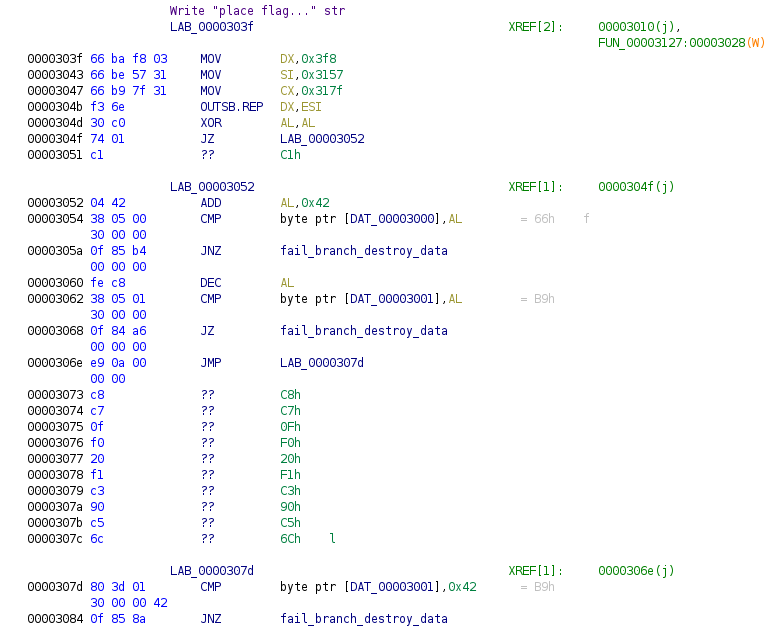 Write "place flag..." str
LAB_0000303f XREF[2]: 00003010(j),
FUN_00003127:00003028(W)
0000303f 66 ba f8 03 MOV DX,0x3f8
00003043 66 be 57 31 MOV SI,0x3157
00003047 66 b9 7f 31 MOV CX,0x317f
0000304b f3 6e OUTSB.REP DX,ESI
0000304d 30 c0 XOR AL,AL
0000304f 74 01 JZ LAB_00003052
00003051 c1 ?? C1h
LAB_00003052 XREF[1]: 0000304f(j)
00003052 04 42 ADD AL,0x42
00003054 38 05 00 CMP byte ptr [DAT_00003000],AL = 66h f
30 00 00
0000305a 0f 85 b4 JNZ fail_branch_destroy_data
00 00 00
00003060 fe c8 DEC AL
00003062 38 05 01 CMP byte ptr [DAT_00003001],AL = B9h
30 00 00
00003068 0f 84 a6 JZ fail_branch_destroy_data
00 00 00
0000306e e9 0a 00 JMP LAB_0000307d
00 00
00003073 c8 ?? C8h
00003074 c7 ?? C7h
00003075 0f ?? 0Fh
00003076 f0 ?? F0h
00003077 20 ?? 20h
00003078 f1 ?? F1h
00003079 c3 ?? C3h
0000307a 90 ?? 90h
0000307b c5 ?? C5h
0000307c 6c ?? 6Ch l
LAB_0000307d XREF[1]: 0000306e(j)
0000307d 80 3d 01 CMP byte ptr [DAT_00003001],0x42 = B9h
30 00 00 42
00003084 0f 85 8a JNZ fail_branch_destroy_data